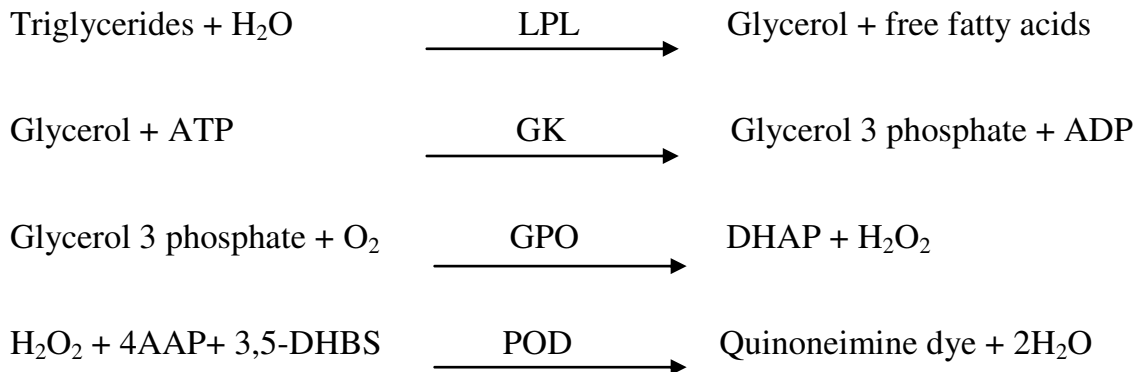 Triglycerides + H₂O LPL Glycerol + free fatty acids
Glycerol + ATP GK Glycerol 3 phosphate + ADP
Glycerol 3 phosphate + O₂ GPO DHAP + H₂O₂
H₂O₂ + 4AAP+ 3,5-DHBS POD Quinoneimine dye + 2H₂O